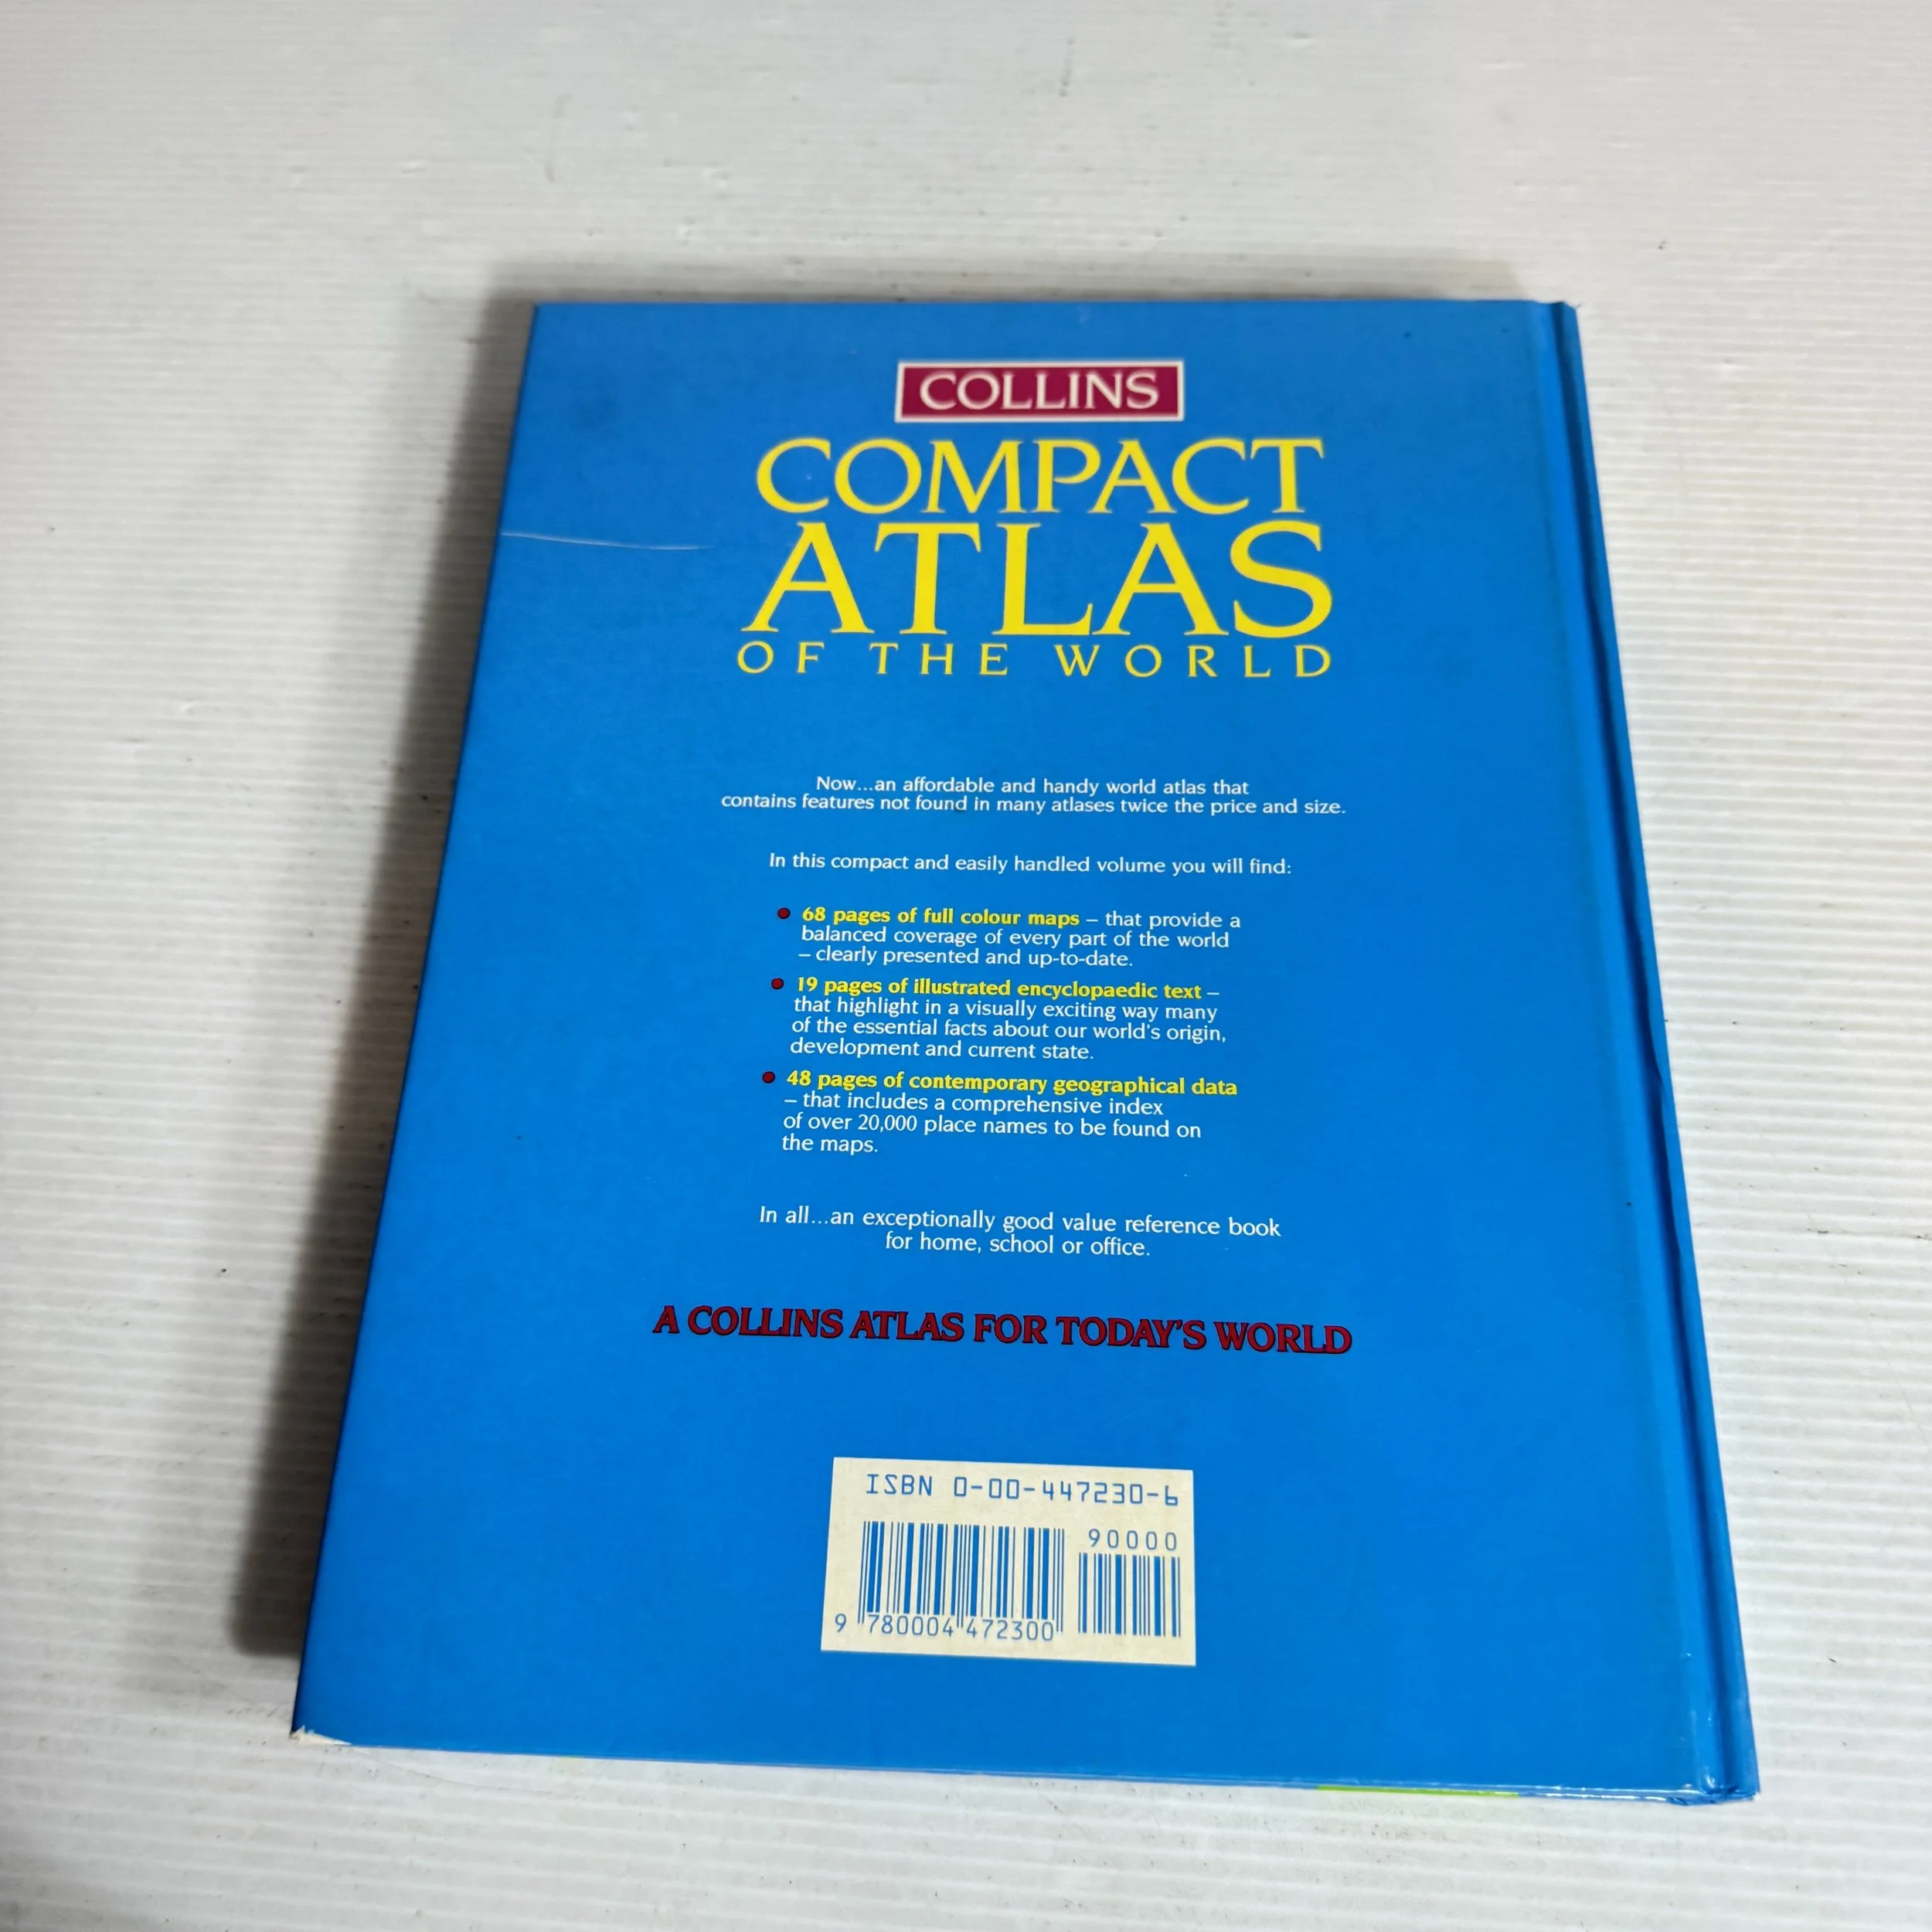 COLLINS
COMPACT
ATLAS
OF THE WORLD
Now...an affordable and handy world atlas that
contains features not found in many atlases twice the price and size.
In this compact and easily handled volume you will find:
● 68 pages of full colour maps – that provide a
balanced coverage of every part of the world
– clearly presented and up-to-date.
● 19 pages of illustrated encyclopaedic text –
that highlight in a visually exciting way many
of the essential facts about our world's origin,
development and current state.
● 48 pages of contemporary geographical data
– that includes a comprehensive index
of over 20,000 place names to be found on
the maps.
In all...an exceptionally good value reference book
for home, school or office.
A COLLINS ATLAS FOR TODAY'S WORLD
ISBN 0-00-447230-6
90000
9 780004 472300